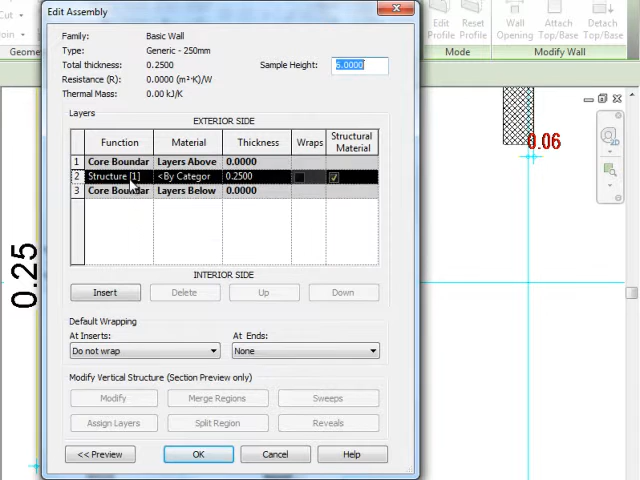 Edit Assembly
Family: Basic Wall
Type: Generic - 250mm
Total thickness: 0.2500 Sample Height: 6.0000
Resistance (R): 0.0000 (m²·K)/W
Thermal Mass: 0.00 kJ/K
Layers
EXTERIOR SIDE
Function Material Thickness Wraps Structural Material
1 Core Boundar Layers Above 0.0000
2 Structure [1] <By Categor 0.2500
3 Core Boundar Layers Below 0.0000
INTERIOR SIDE
Insert Delete Up Down
Default Wrapping
At Inserts: At Ends:
Do not wrap None
Modify Vertical Structure (Section Preview only)
Modify Merge Regions Sweeps
Assign Layers Split Region Reveals
<< Preview OK Cancel Help
Cut
Join
Geomet
Edit Profile
Reset Profile
Wall Opening
Attach Top/Base
Detach Top/Base
Mode
Modify Wall
0.06
0.25
2D